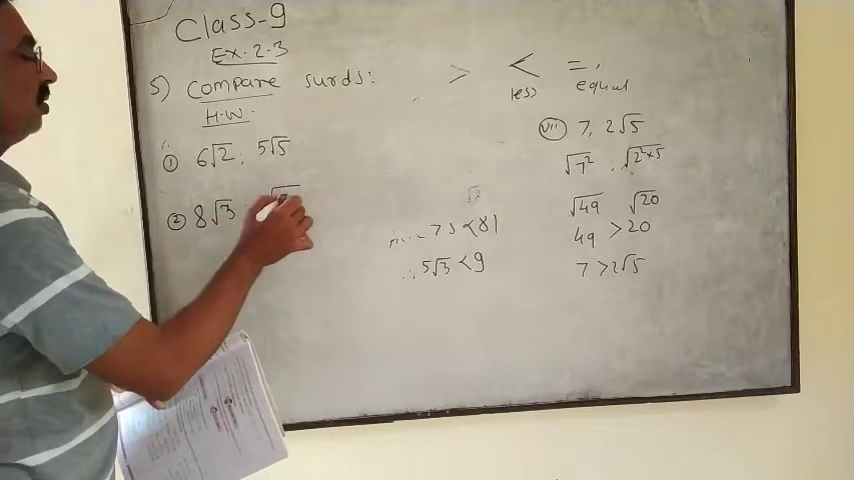 Class-9
Ex.2.3
5) Compare surds:
> < = ,
less equal
H.W.
① 6√2 ; 5√5
② 8√3 ;
75 < 81
∴ 5√3 < 9
vii 7, 2√5
√7² ; √2²×5
√49 √20
49 > 20
7 > 2√5